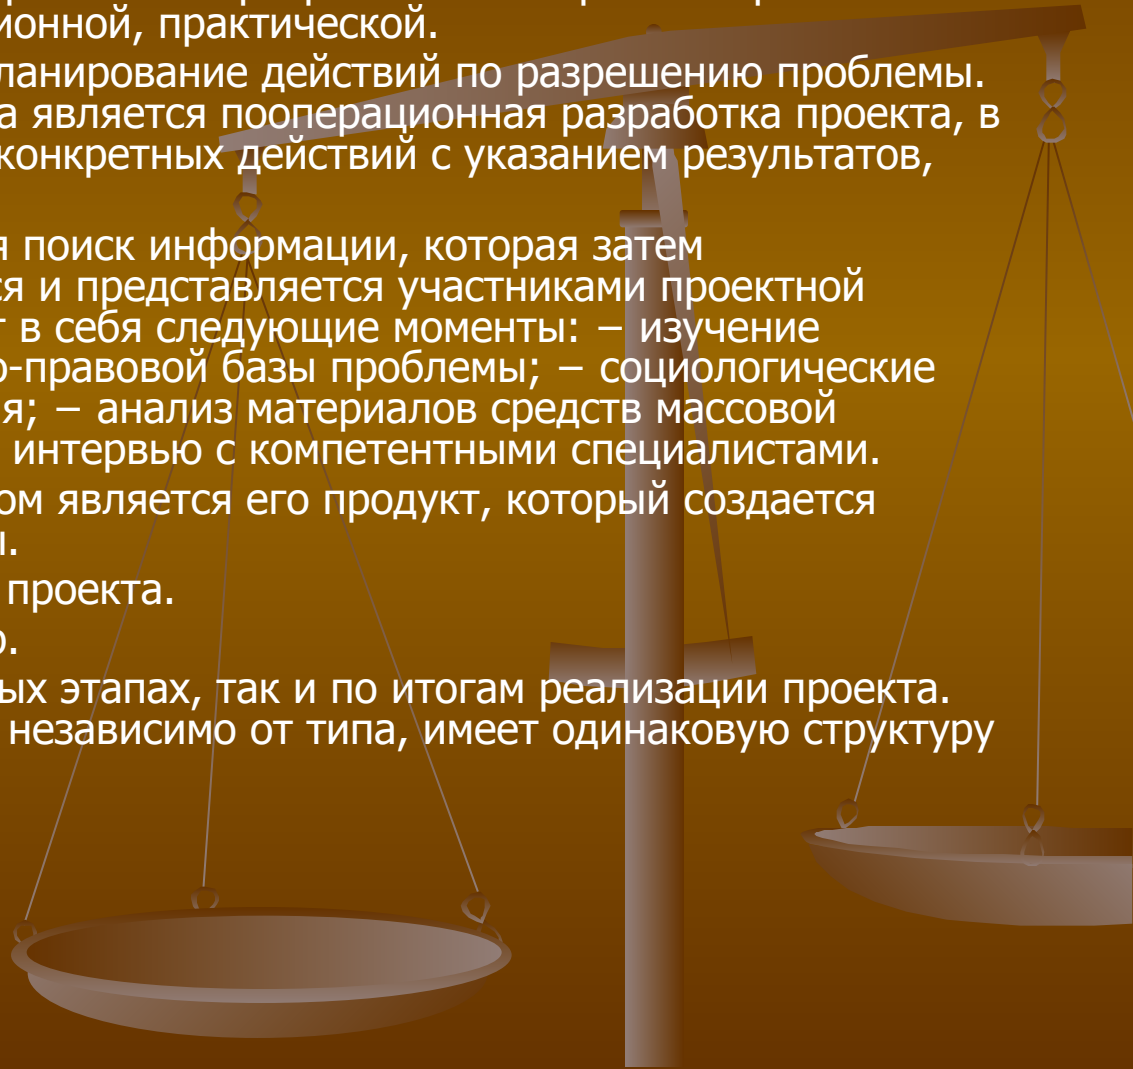 ионной, практической.
ланирование действий по разрешению проблемы.
а является пооперационная разработка проекта, в
конкретных действий с указанием результатов,
я поиск информации, которая затем
ся и представляется участниками проектной
т в себя следующие моменты: − изучение
о-правовой базы проблемы; − социологические
я; − анализ материалов средств массовой
интервью с компетентными специалистами.
ом является его продукт, который создается
ы.
проекта.
о.
ых этапах, так и по итогам реализации проекта.
независимо от типа, имеет одинаковую структуру